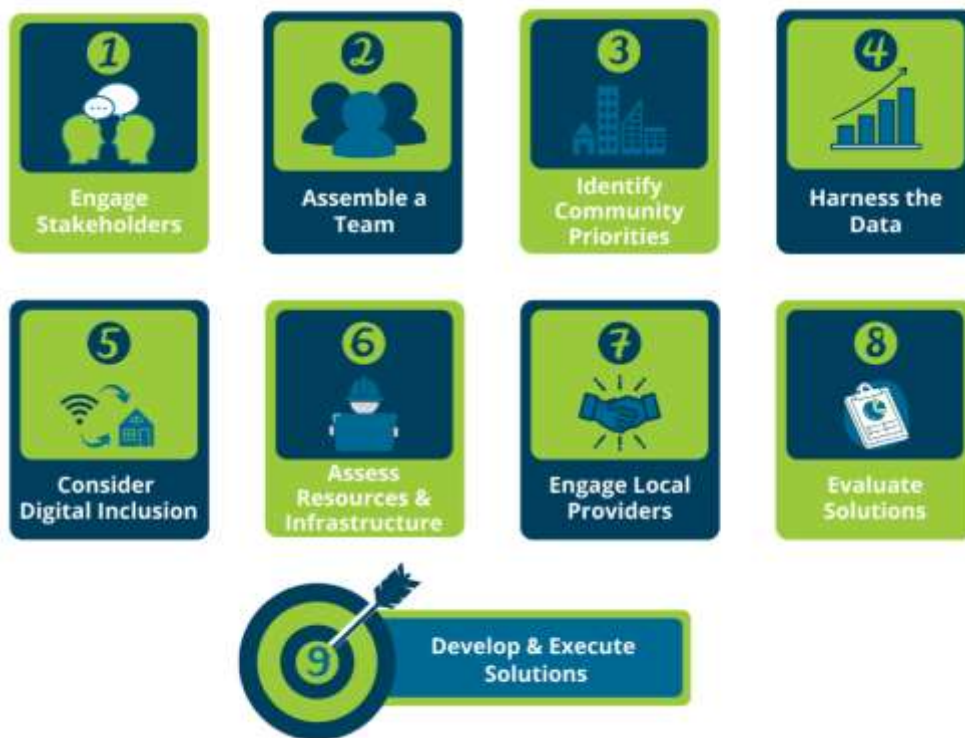 1
Engage
Stakeholders
2
Assemble a
Team
3
Identify
Community
Priorities
4
Harness the
Data
5
Consider
Digital Inclusion
6
Assess
Resources &
Infrastructure
7
Engage Local
Providers
8
Evaluate
Solutions
9
Develop & Execute
Solutions